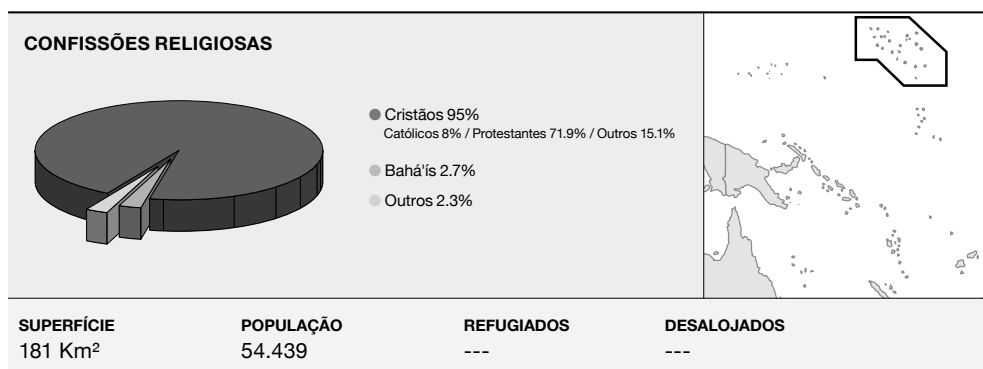 CONFISSÕES RELIGIOSAS
Cristãos 95%
Católicos 8% / Protestantes 71.9% / Outros 15.1%
Bahá'ís 2.7%
Outros 2.3%
SUPERFÍCIE
181 Km²
POPULAÇÃO
54.439
REFUGIADOS
---
DESALOJADOS
---